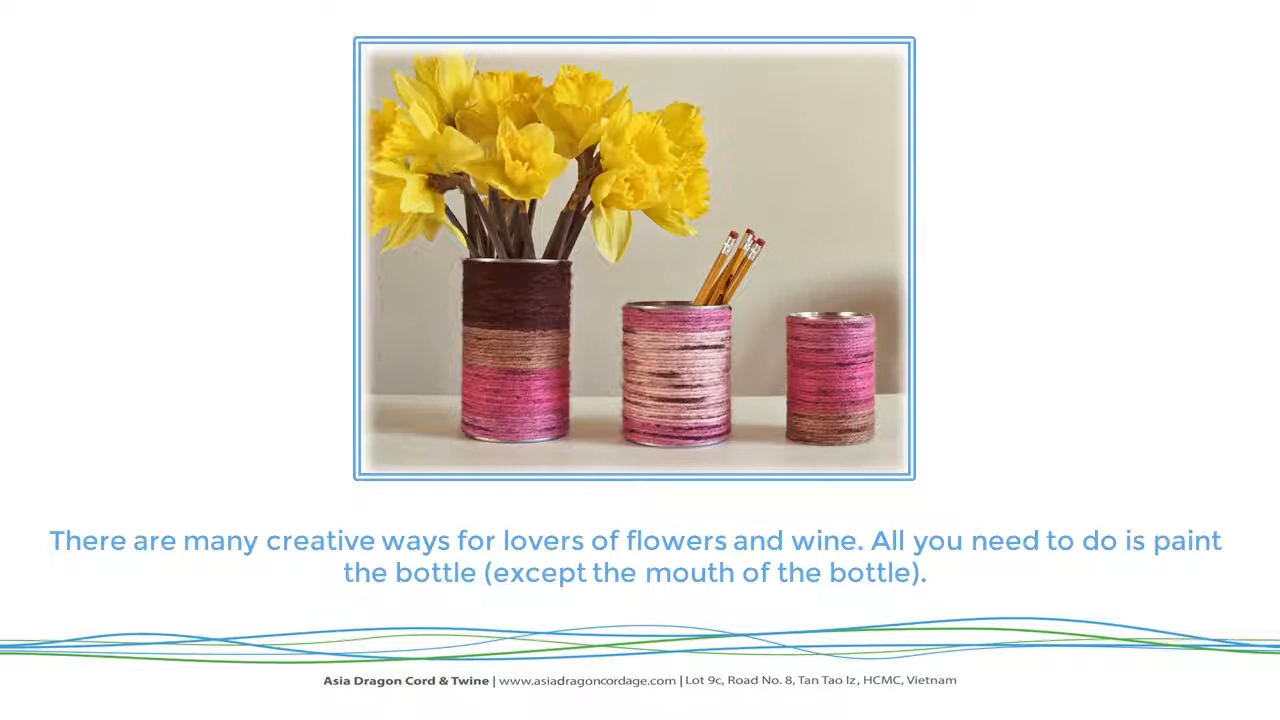 There are many creative ways for lovers of flowers and wine. All you need to do is paint
the bottle (except the mouth of the bottle).
Asia Dragon Cord & Twine | www.asiadragoncordage.com | Lot 9c, Road No. 8, Tan Tao Iz, HCMC, Vietnam